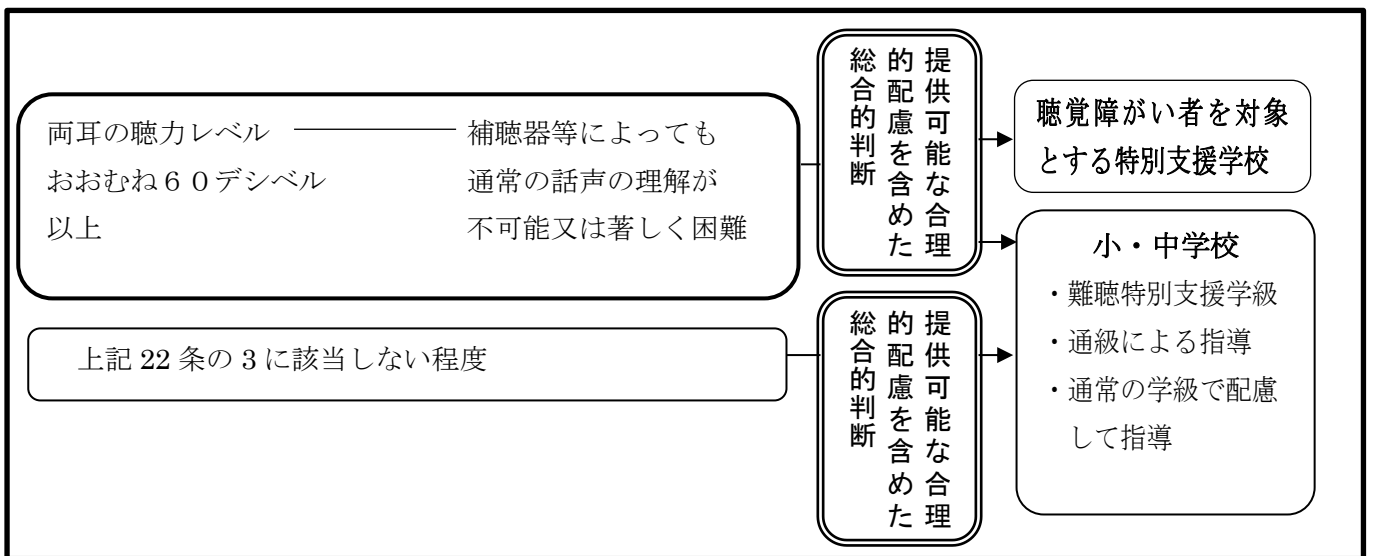 両耳の聴力レベル
おおむね60デシベル
以上
補聴器等によっても
通常の話声の理解が
不可能又は著しく困難
提供可能な合理
的配慮を含めた
総合的判断
聴覚障がい者を対象
とする特別支援学校
小・中学校
・難聴特別支援学級
・通級による指導
・通常の学級で配慮
して指導
上記22条の3に該当しない程度
提供可能な合理
的配慮を含めた
総合的判断